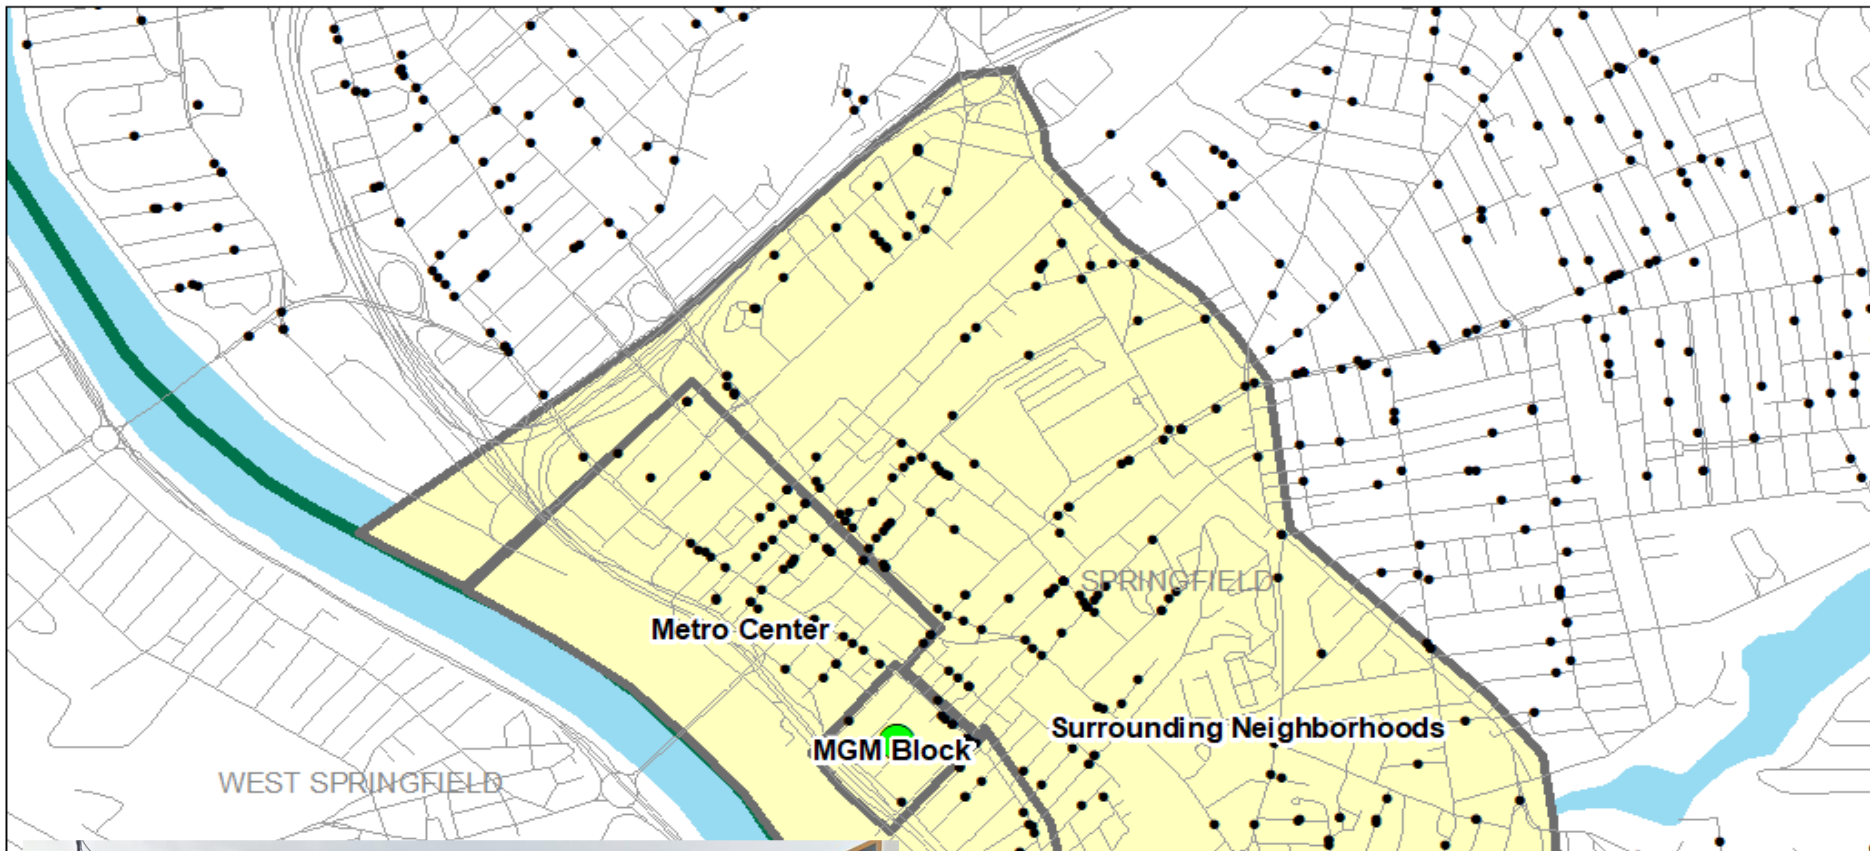 SPRINGFIELD
Metro Center
Surrounding Neighborhoods
MGM Block
WEST SPRINGFIELD